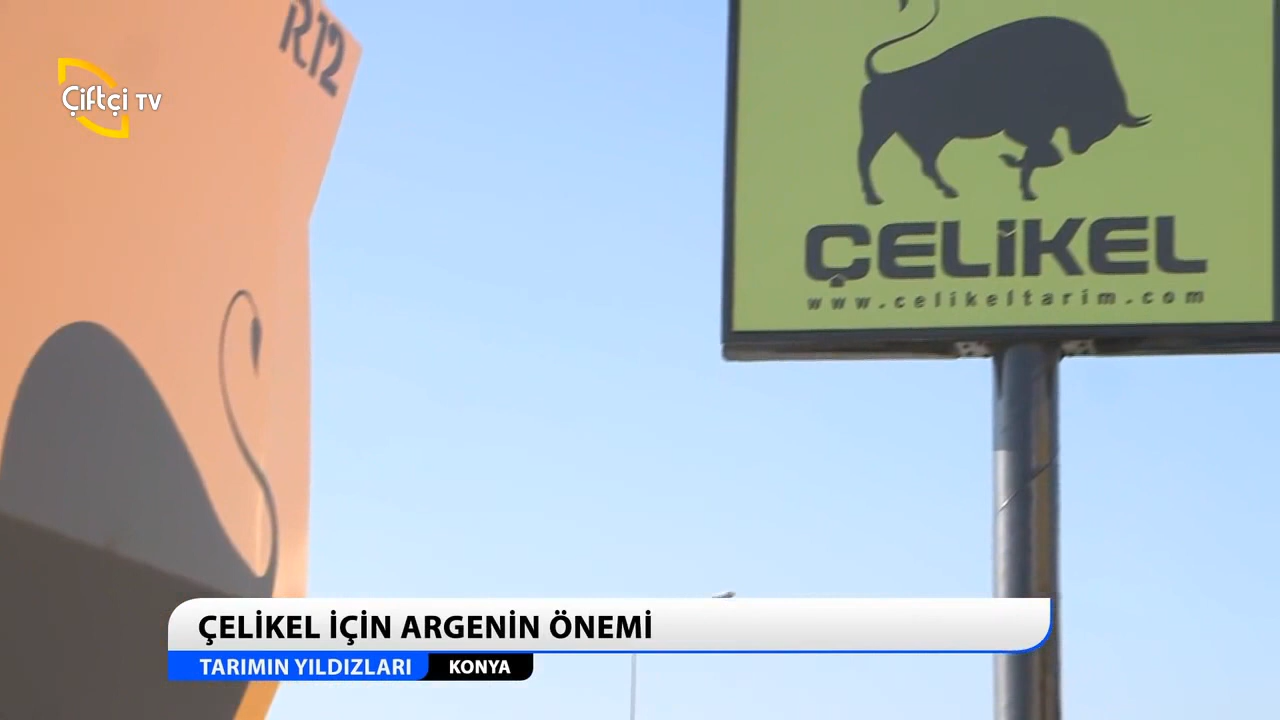 R12
Çiftçi TV
ÇELİKEL
www.celikeltarim.com
ÇELİKEL İÇİN ARGENİN ÖNEMİ
TARIMIN YILDIZLARI
KONYA